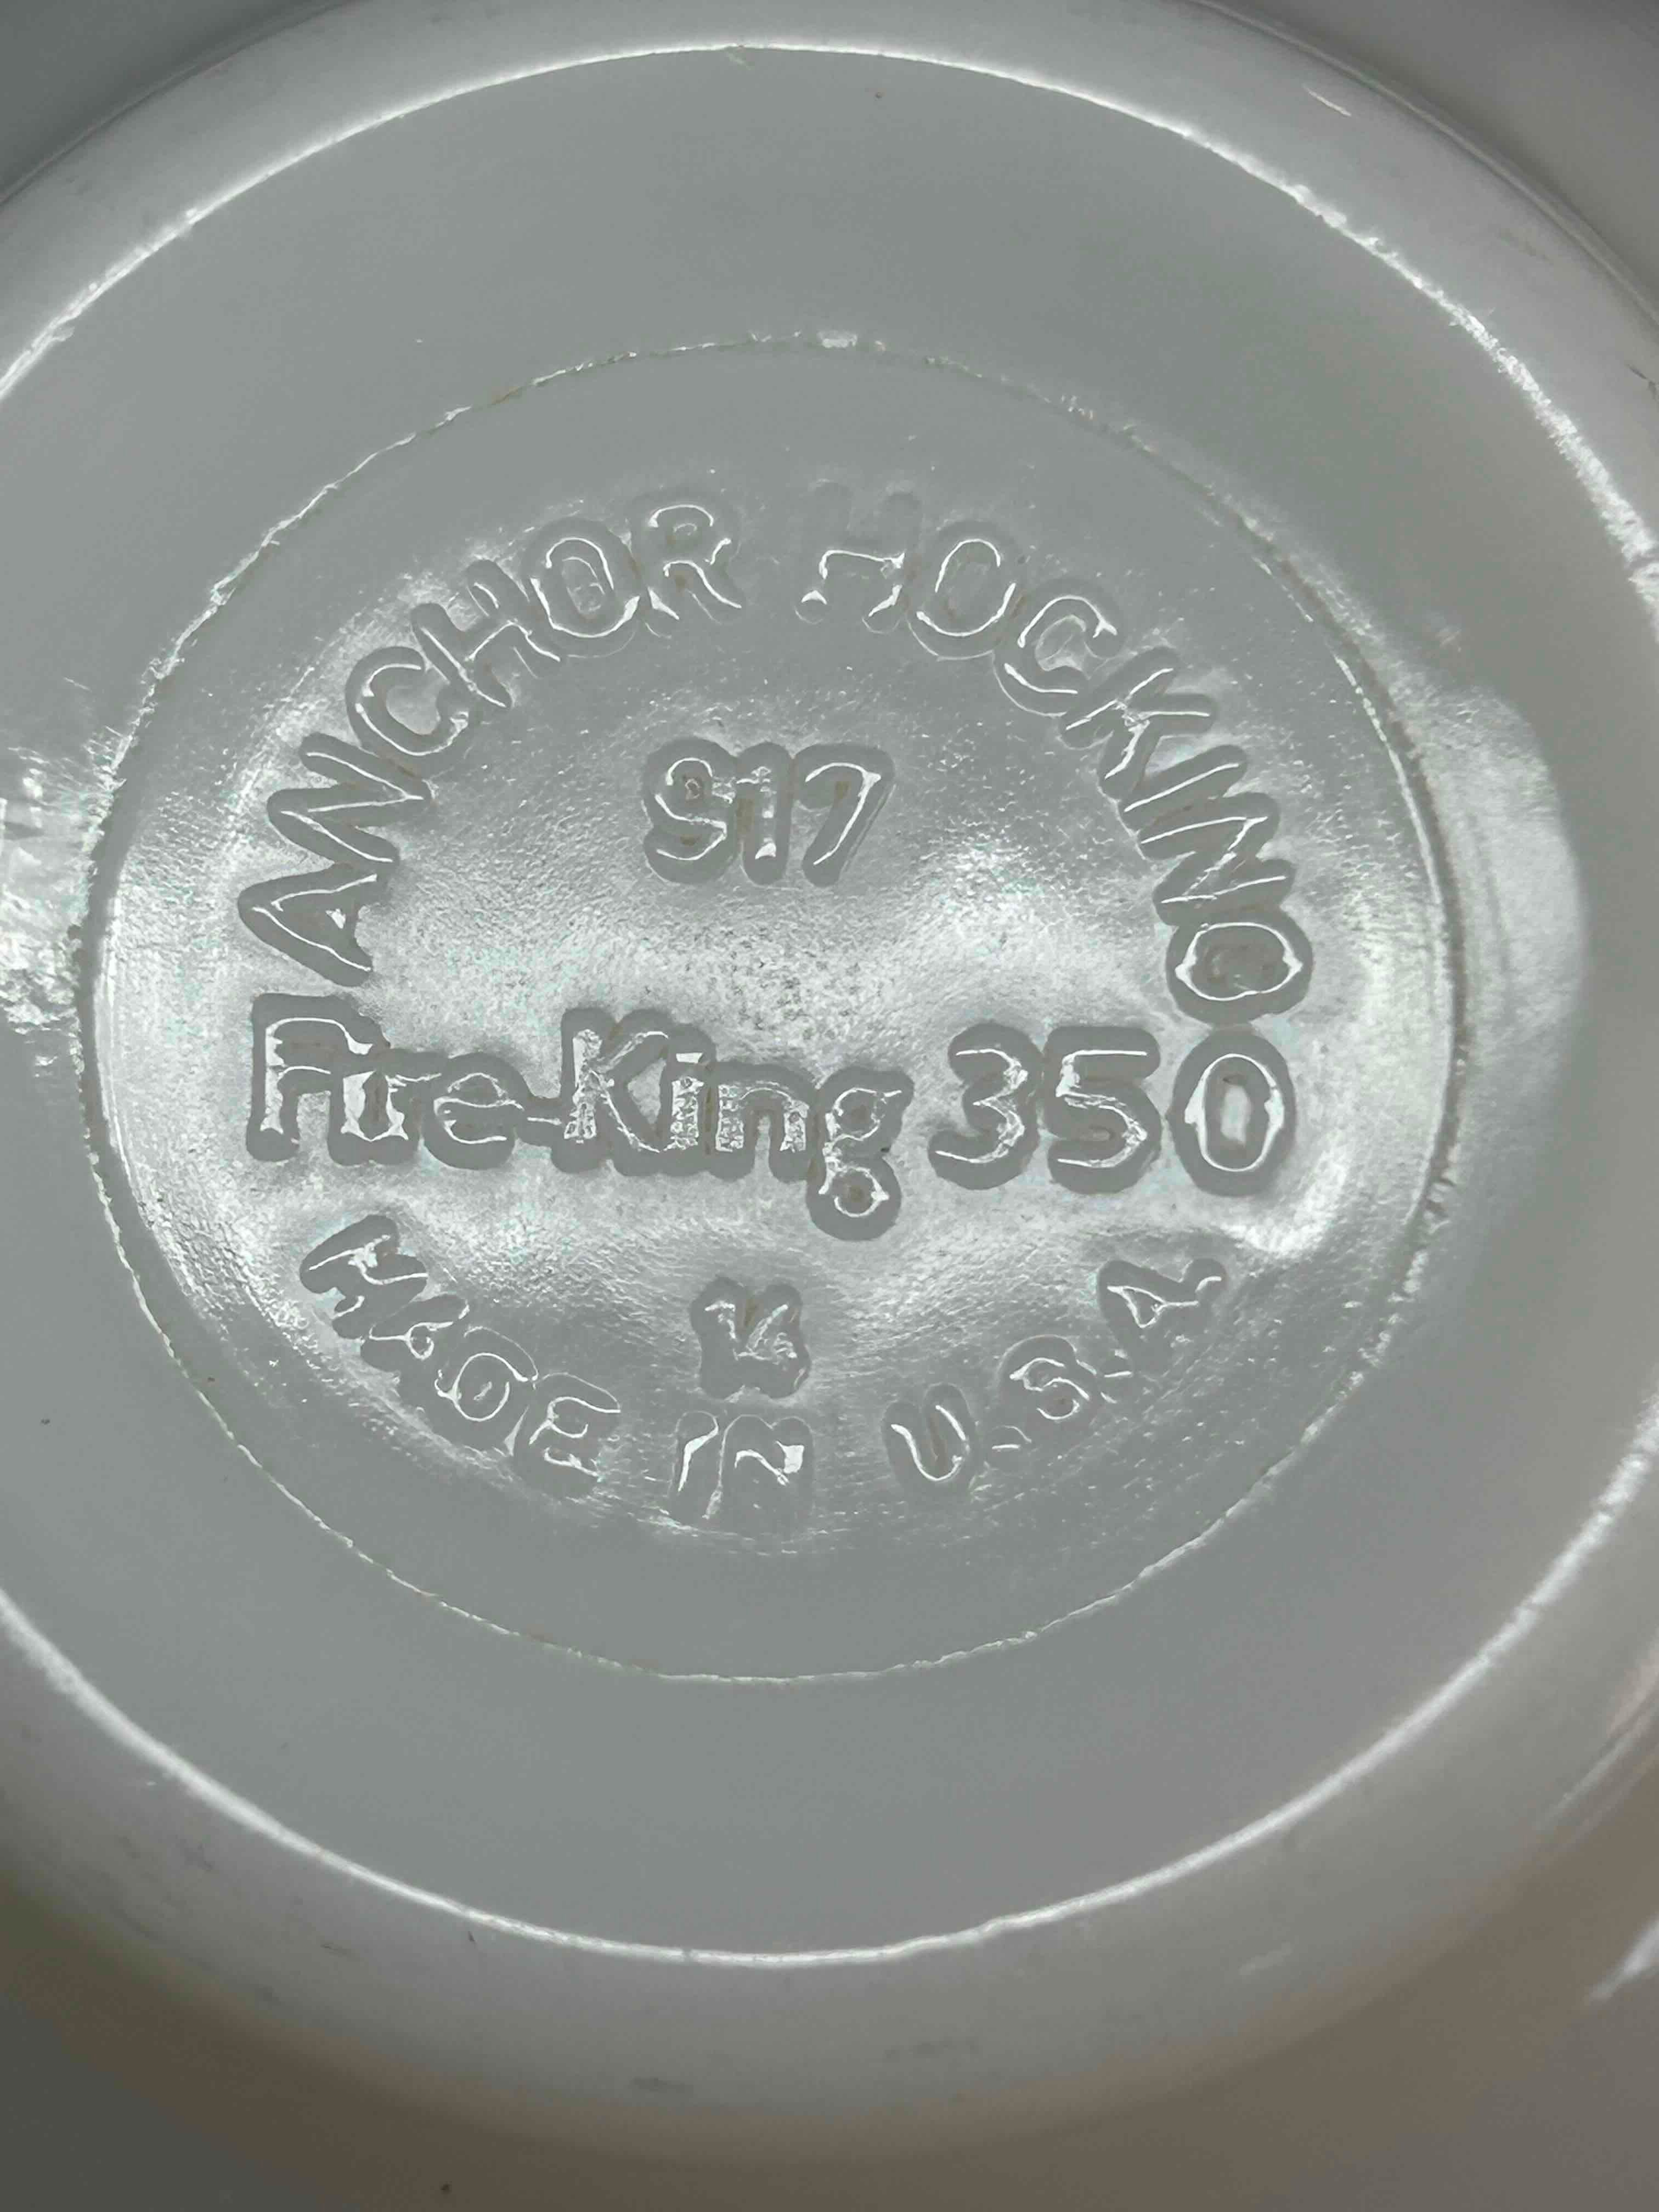 ANCHOR HOCKING
917
Fire-King 350
14
MADE IN U.S.A